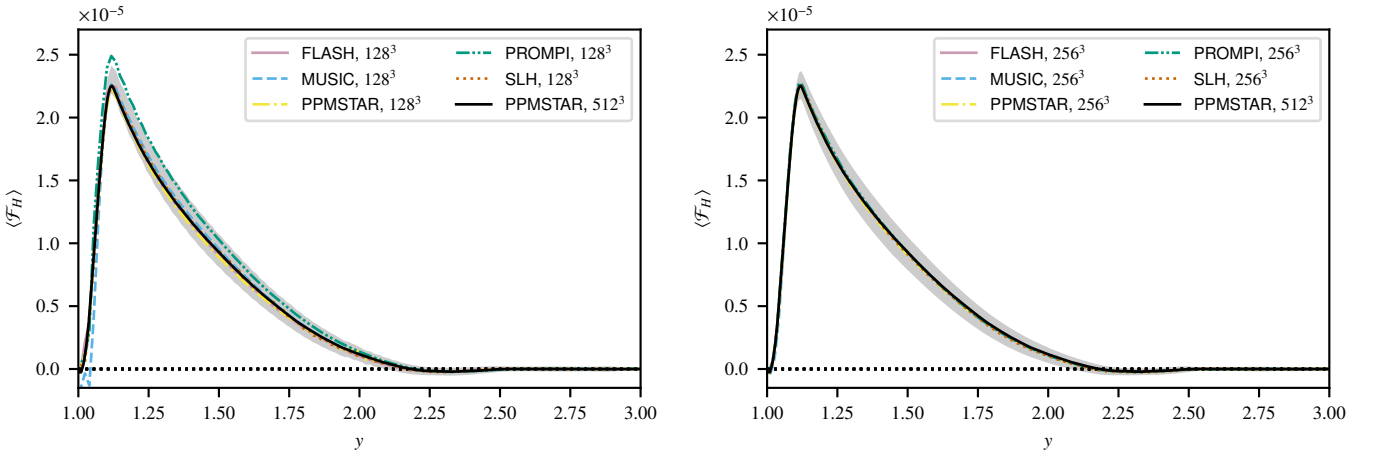 ×10⁻⁵
2.5
2.0
1.5
1.0
0.5
0.0
⟨ℱ_H⟩
1.00 1.25 1.50 1.75 2.00 2.25 2.50 2.75 3.00
y
FLASH, 128³
MUSIC, 128³
PPMSTAR, 128³
PROMPI, 128³
SLH, 128³
PPMSTAR, 512³
×10⁻⁵
2.5
2.0
1.5
1.0
0.5
0.0
⟨ℱ_H⟩
1.00 1.25 1.50 1.75 2.00 2.25 2.50 2.75 3.00
y
FLASH, 256³
MUSIC, 256³
PPMSTAR, 256³
PROMPI, 256³
SLH, 256³
PPMSTAR, 512³